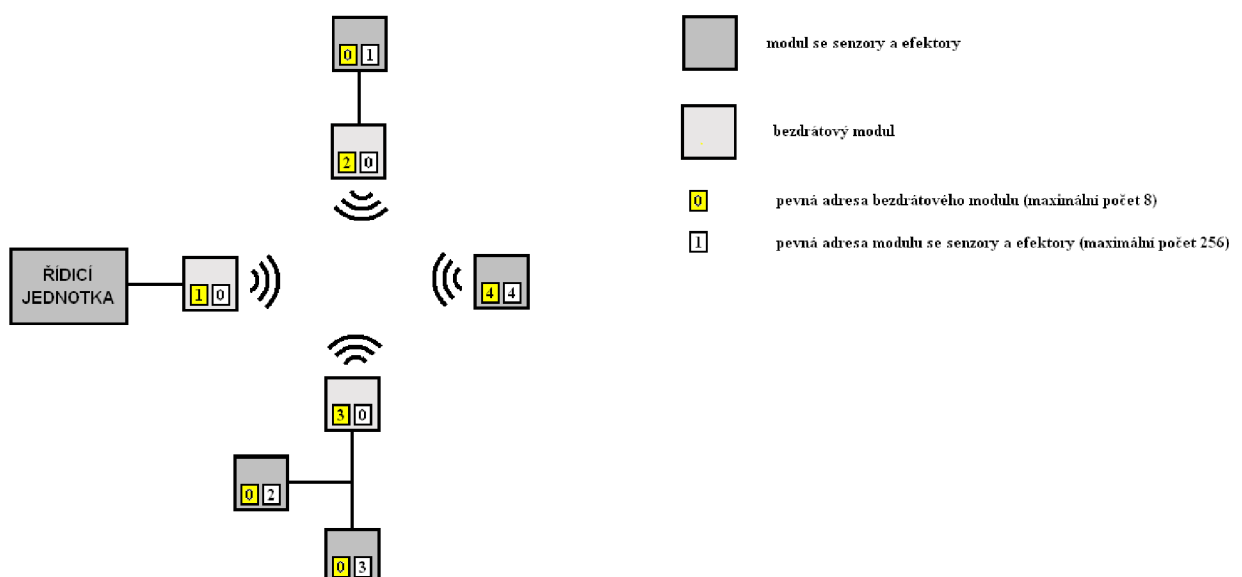 0 1
modul se senzory a efektory
bezdrátový modul
2 0
0 pevná adresa bezdrátového modulu (maximální počet 8)
1 pevná adresa modulu se senzory a efektory (maximální počet 256)
ŘÍDICÍ
JEDNOTKA
1 0
4 4
3 0
0 2
0 3